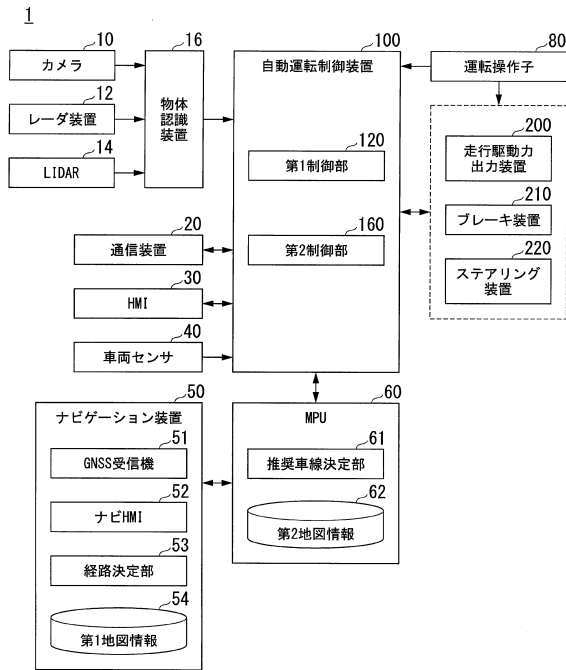 1
10
カメラ
12
レーダ装置
14
LIDAR
16
物体
認識
装置
100
自動運転制御装置
120
第1制御部
160
第2制御部
80
運転操作子
200
走行駆動力
出力装置
210
ブレーキ装置
220
ステアリング
装置
20
通信装置
30
HMI
40
車両センサ
50
ナビゲーション装置
51
GNSS受信機
52
ナビHMI
53
経路決定部
54
第1地図情報
60
MPU
61
推奨車線決定部
62
第2地図情報